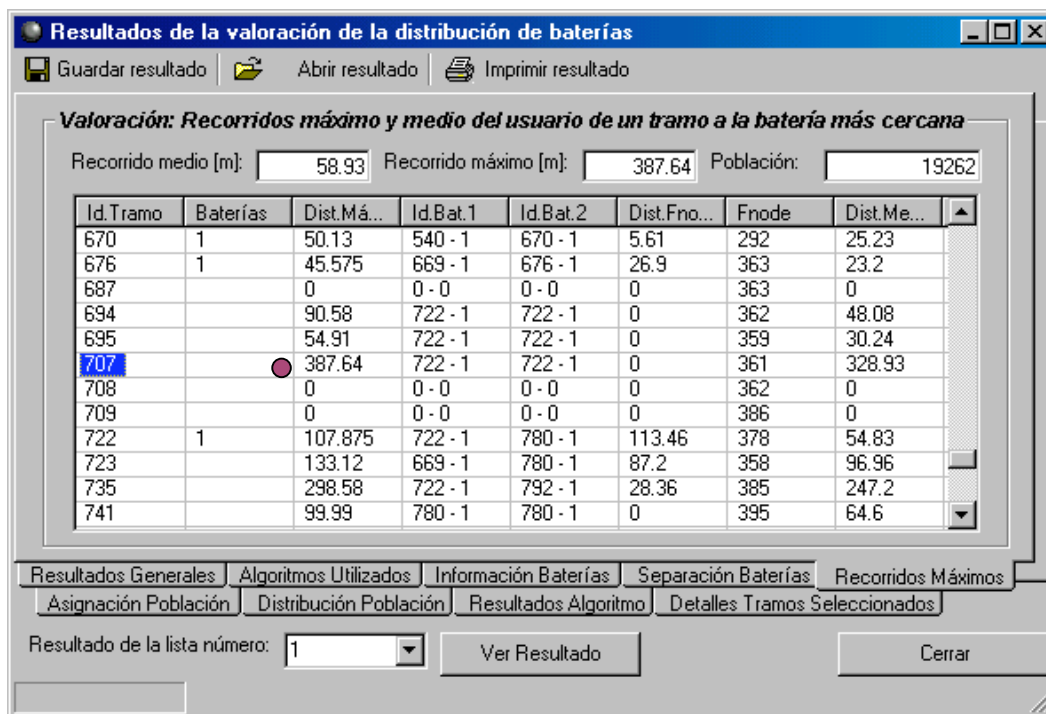 Resultados de la valoración de la distribución de baterías
Guardar resultado Abrir resultado Imprimir resultado
Valoración: Recorridos máximo y medio del usuario de un tramo a la batería más cercana
Recorrido medio [m]: 58.93 Recorrido máximo [m]: 387.64 Población: 19262
Id.Tramo Baterías Dist.Má... Id.Bat.1 Id.Bat.2 Dist.Fno... Fnode Dist.Me...
670 1 50.13 540 - 1 670 - 1 5.61 292 25.23
676 1 45.575 669 - 1 676 - 1 26.9 363 23.2
687 0 0 - 0 0 - 0 0 363 0
694 90.58 722 - 1 722 - 1 0 362 48.08
695 54.91 722 - 1 722 - 1 0 359 30.24
707 387.64 722 - 1 722 - 1 0 361 328.93
708 0 0 - 0 0 - 0 0 362 0
709 0 0 - 0 0 - 0 0 386 0
722 1 107.875 722 - 1 780 - 1 113.46 378 54.83
723 133.12 669 - 1 780 - 1 87.2 358 96.96
735 298.58 722 - 1 792 - 1 28.36 385 247.2
741 99.99 780 - 1 780 - 1 0 395 64.6
Resultados Generales Algoritmos Utilizados Información Baterías Separación Baterías Recorridos Máximos
Asignación Población Distribución Población Resultados Algoritmo Detalles Tramos Seleccionados
Resultado de la lista número: 1 Ver Resultado Cerrar